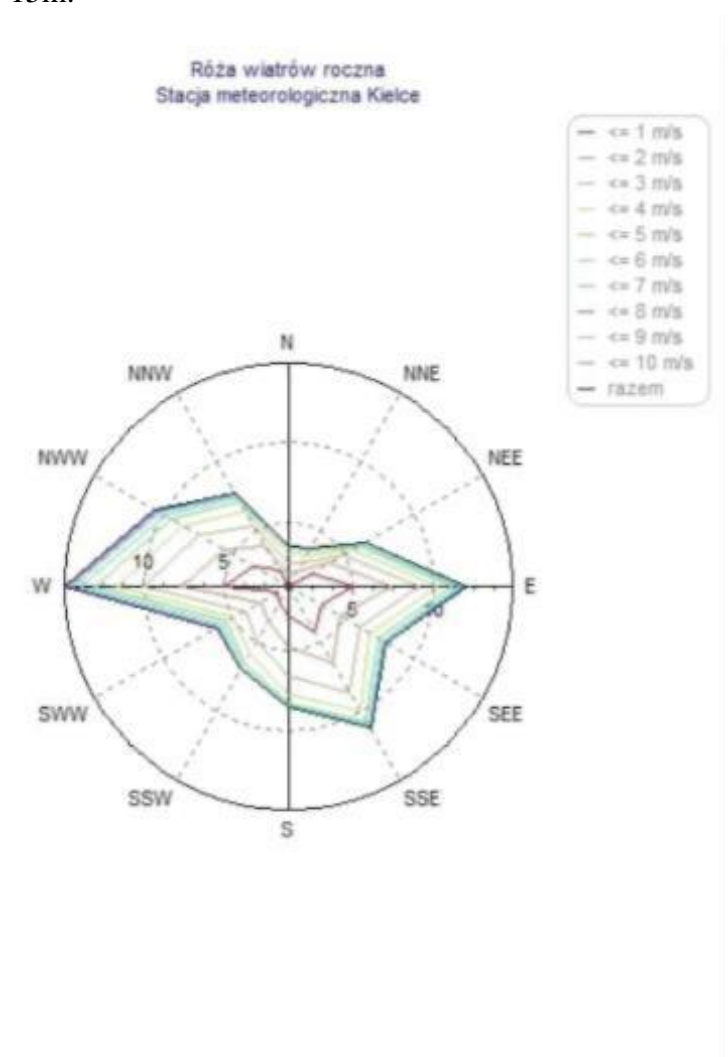 Róża wiatrów roczna
Stacja meteorologiczna Kielce
<= 1 m/s
<= 2 m/s
<= 3 m/s
<= 4 m/s
<= 5 m/s
<= 6 m/s
<= 7 m/s
<= 8 m/s
<= 9 m/s
<= 10 m/s
razem
N
NNW
NNE
NWW
NEE
10
5
W
E
5
10
SWW
SEE
SSW
SSE
S